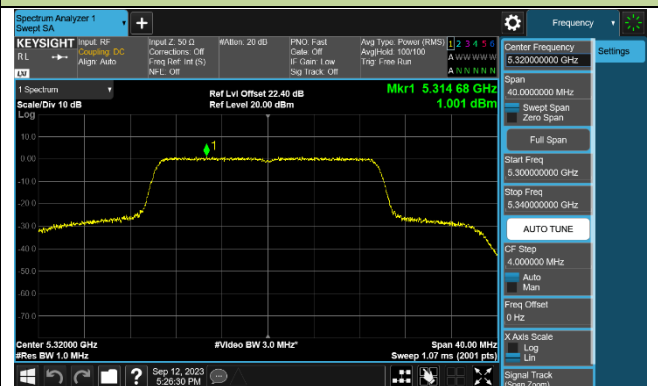 Spectrum Analyzer 1
Swept SA
Frequency
KEYSIGHT
RL
LXI
Input: RF
Coupling: DC
Align: Auto
Input Z: 50 Ω
Corrections: Off
Freq Ref: Int (S)
NFE: Off
#Atten: 20 dB
PNO: Fast
Gate: Off
IF Gain: Low
Sig Track: Off
Avg Type: Power (RMS)
Avg|Hold: 100/100
Trig: Free Run
1 2 3 4 5 6
A W W W W W
A N N N N N
1 Spectrum
Scale/Div 10 dB
Log
Ref Lvl Offset 22.40 dB
Ref Level 20.00 dBm
Mkr1 5.314 68 GHz
1.001 dBm
1
10.0
0.00
-10.0
-20.0
-30.0
-40.0
-50.0
-60.0
-70.0
Center 5.32000 GHz
#Res BW 1.0 MHz
#Video BW 3.0 MHz*
Span 40.00 MHz
Sweep 1.07 ms (2001 pts)
Sep 12, 2023
5:26:30 PM
?
Center Frequency
5.320000000 GHz
Span
40.0000000 MHz
Swept Span
Zero Span
Full Span
Start Freq
5.300000000 GHz
Stop Freq
5.340000000 GHz
AUTO TUNE
CF Step
4.000000 MHz
Auto
Man
Freq Offset
0 Hz
X Axis Scale
Log
Lin
Signal Track
(Span Zoom)
Settings